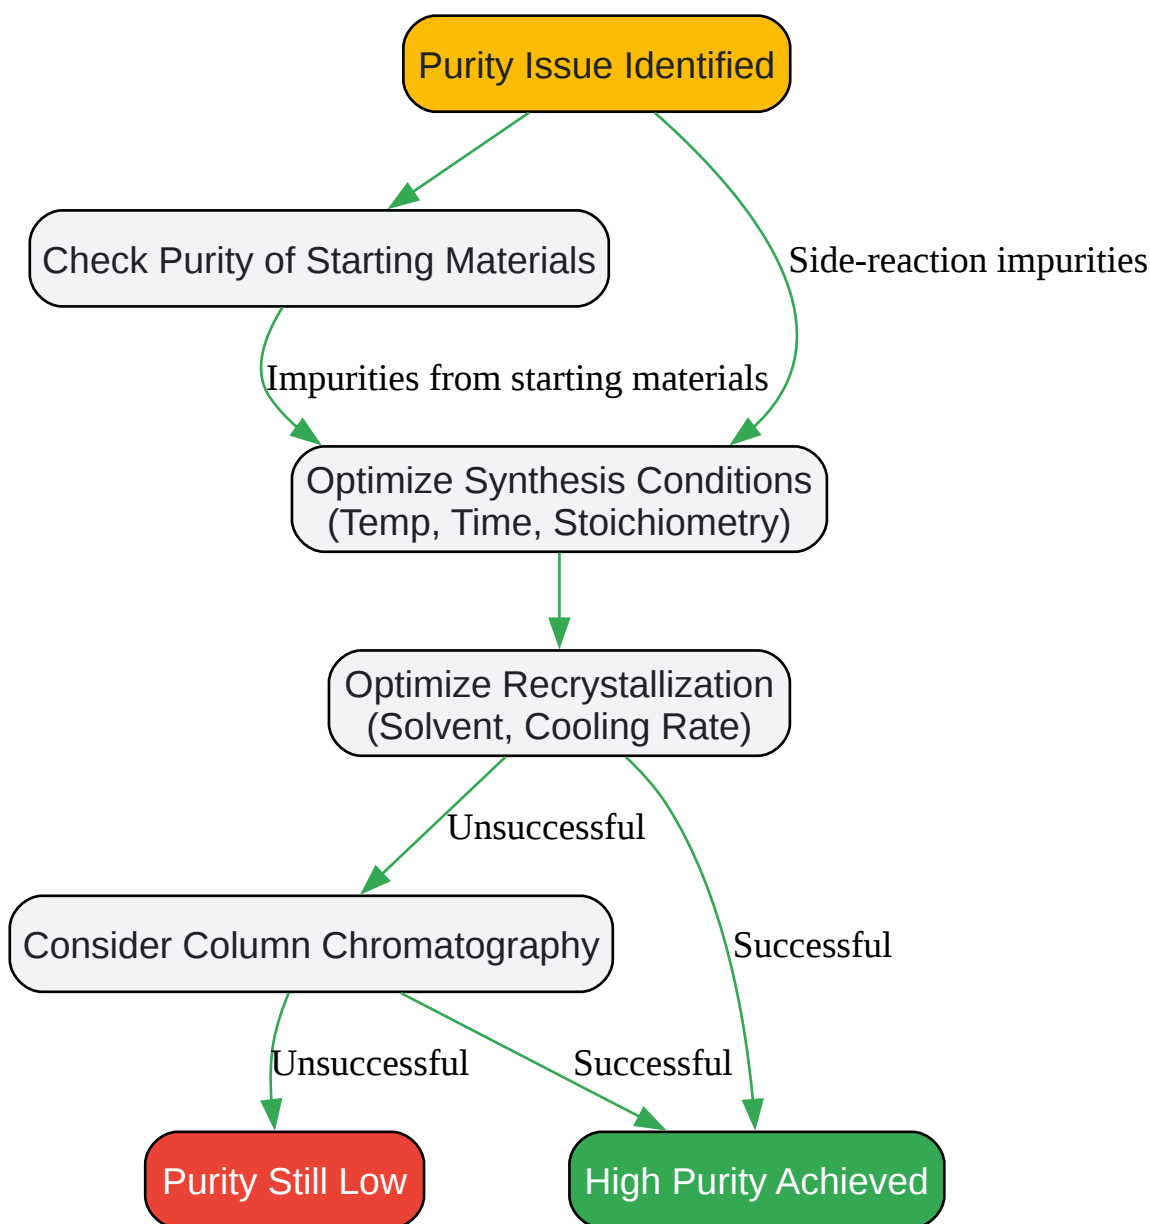 Purity Issue Identified
Check Purity of Starting Materials
Side-reaction impurities
Impurities from starting materials
Optimize Synthesis Conditions
(Temp, Time, Stoichiometry)
Optimize Recrystallization
(Solvent, Cooling Rate)
Unsuccessful
Consider Column Chromatography
Successful
Unsuccessful
Successful
Purity Still Low
High Purity Achieved